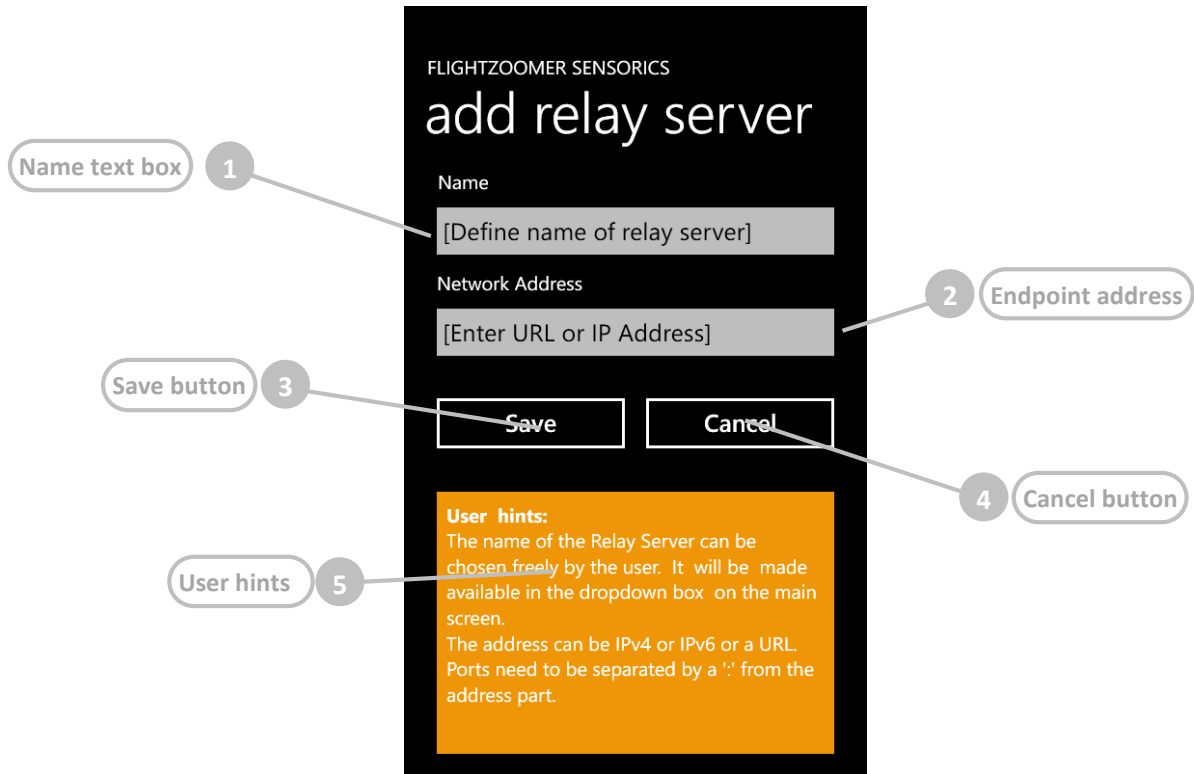 FLIGHTZOOMER SENSORICS
add relay server
Name text box
1
Name
[Define name of relay server]
Network Address
2
Endpoint address
[Enter URL or IP Address]
Save button
3
Save
Cancel
4
Cancel button
User hints:
The name of the Relay Server can be
chosen freely by the user. It will be made
available in the dropdown box on the main
screen.
The address can be IPv4 or IPv6 or a URL.
Ports need to be separated by a ':' from the
address part.
User hints
5